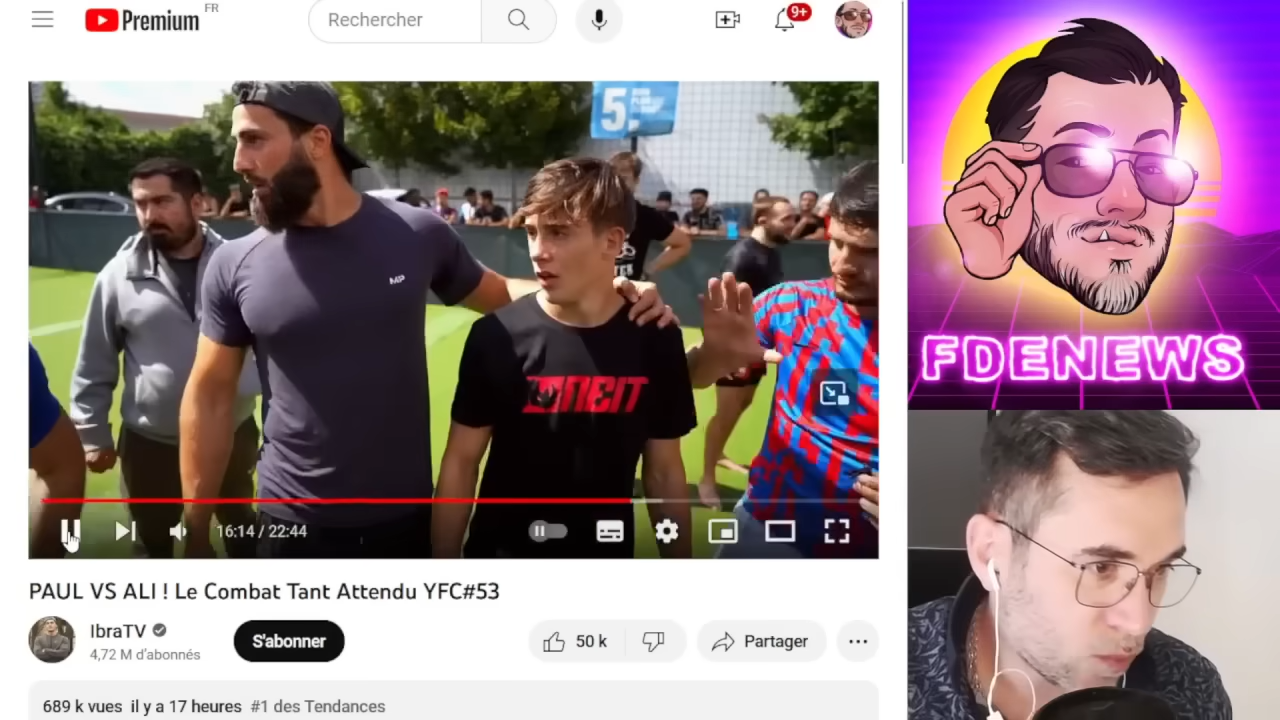 Premium FR
Rechercher
9+
5.
MP
16:14 / 22:44
PAUL VS ALI ! Le Combat Tant Attendu YFC#53
IbraTV
4,72 M d'abonnés
S'abonner
50 k
Partager
689 k vues il y a 17 heures #1 des Tendances
FDENEWS